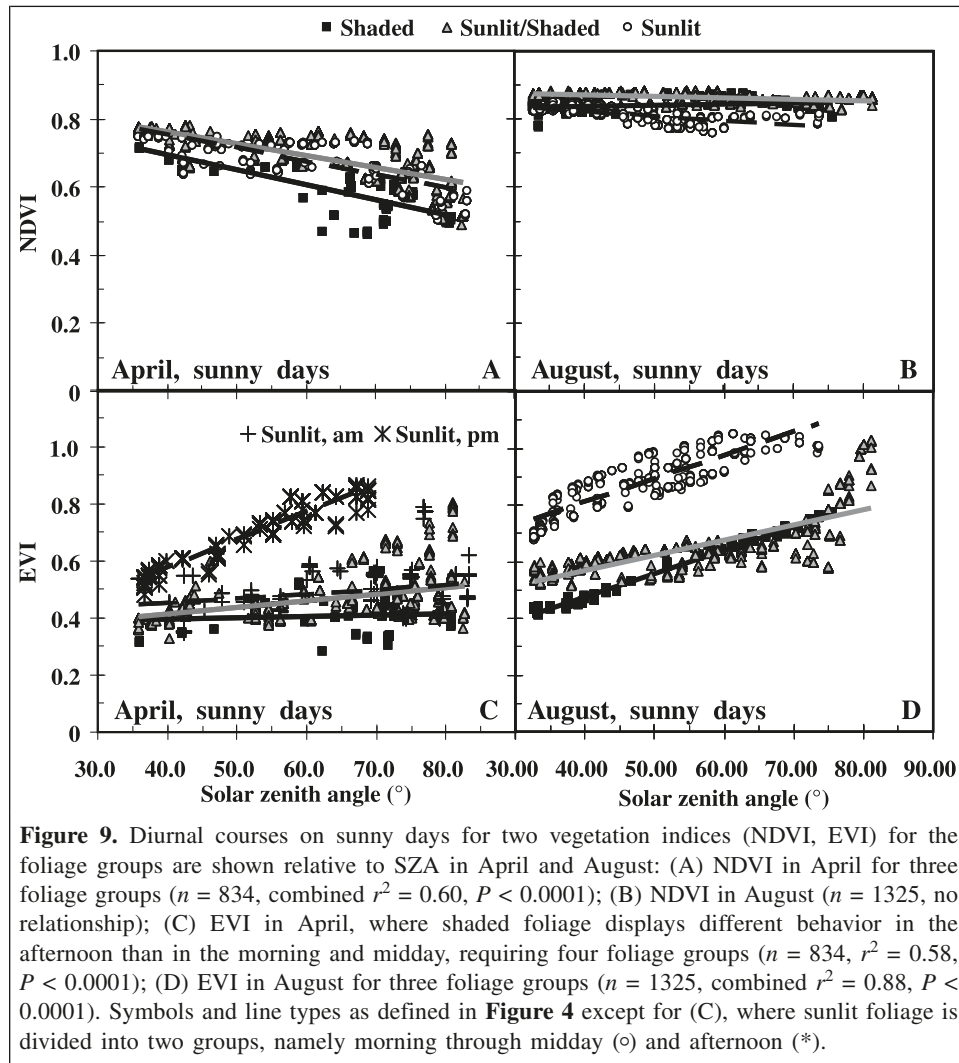 ■ Shaded ▲ Sunlit/Shaded ○ Sunlit
1.0
0.8
0.6
0.4
0.2
0
NDVI
April, sunny days A
August, sunny days B
+ Sunlit, am ж Sunlit, pm
1.0
0.8
0.6
0.4
0.2
0
EVI
April, sunny days C
August, sunny days D
30.0 40.0 50.0 60.0 70.0 80.0 30.00 40.00 50.00 60.00 70.00 80.00 90.00
Solar zenith angle (°) Solar zenith angle (°)
Figure 9. Diurnal courses on sunny days for two vegetation indices (NDVI, EVI) for the
foliage groups are shown relative to SZA in April and August: (A) NDVI in April for three
foliage groups (n = 834, combined r² = 0.60, P < 0.0001); (B) NDVI in August (n = 1325, no
relationship); (C) EVI in April, where shaded foliage displays different behavior in the
afternoon than in the morning and midday, requiring four foliage groups (n = 834, r² = 0.58,
P < 0.0001); (D) EVI in August for three foliage groups (n = 1325, combined r² = 0.88, P <
0.0001). Symbols and line types as defined in Figure 4 except for (C), where sunlit foliage is
divided into two groups, namely morning through midday (○) and afternoon (*).